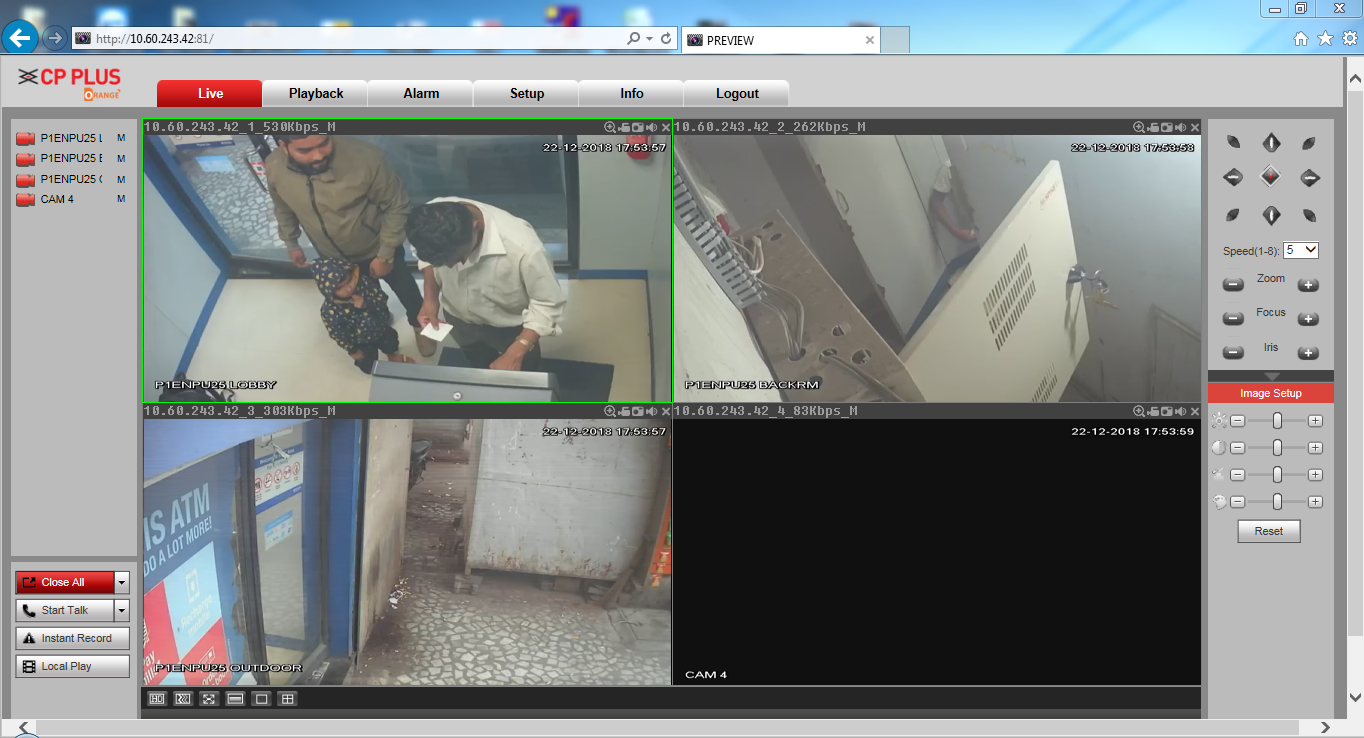 http://10.60.243.42:81/
PREVIEW
CP PLUS
ORANGE
Live
Playback
Alarm
Setup
Info
Logout
P1ENPU25 L M
P1ENPU25 E M
P1ENPU25 ( M
CAM 4 M
10.60.243.42_1_530Kbps_M
22-12-2018 17:53:57
P1ENPU25 LOBBY
10.60.243.42_2_262Kbps_M
22-12-2018 17:53:58
P1ENPU25 BACKRM
10.60.243.42_3_303Kbps_M
22-12-2018 17:53:57
IS ATM
DO A LOT MORE!
Recharge
mobile
P1ENPU25 OUTDOOR
10.60.243.42_4_83Kbps_M
22-12-2018 17:53:59
CAM 4
Speed(1-8): 5
Zoom
Focus
Iris
Image Setup
Reset
Close All
Start Talk
Instant Record
Local Play